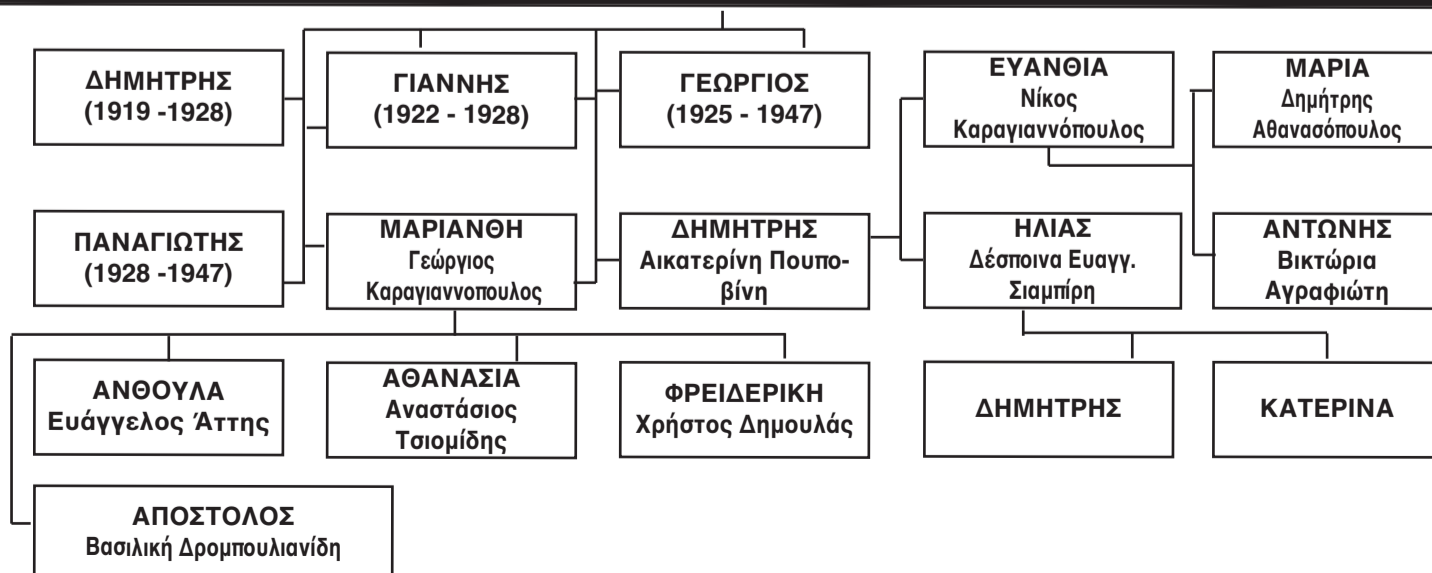 ΔΗΜΗΤΡΗΣ
(1919 -1928)
ΓΙΑΝΝΗΣ
(1922 - 1928)
ΓΕΩΡΓΙΟΣ
(1925 - 1947)
ΕΥΑΝΘΙΑ
Νίκος
Καραγιαννόπουλος
ΜΑΡΙΑ
Δημήτρης
Αθανασόπουλος
ΠΑΝΑΓΙΩΤΗΣ
(1928 -1947)
ΜΑΡΙΑΝΘΗ
Γεώργιος
Καραγιαννοπουλος
ΔΗΜΗΤΡΗΣ
Αικατερίνη Πουπο-
βίνη
ΗΛΙΑΣ
Δέσποινα Ευαγγ.
Σιαμπίρη
ΑΝΤΩΝΗΣ
Βικτώρια
Αγραφιώτη
ΑΝΘΟΥΛΑ
Ευάγγελος Άττης
ΑΘΑΝΑΣΙΑ
Αναστάσιος
Τσιομίδης
ΦΡΕΙΔΕΡΙΚΗ
Χρήστος Δημουλάς
ΔΗΜΗΤΡΗΣ
ΚΑΤΕΡΙΝΑ
ΑΠΟΣΤΟΛΟΣ
Βασιλική Δρομπουλιανίδη